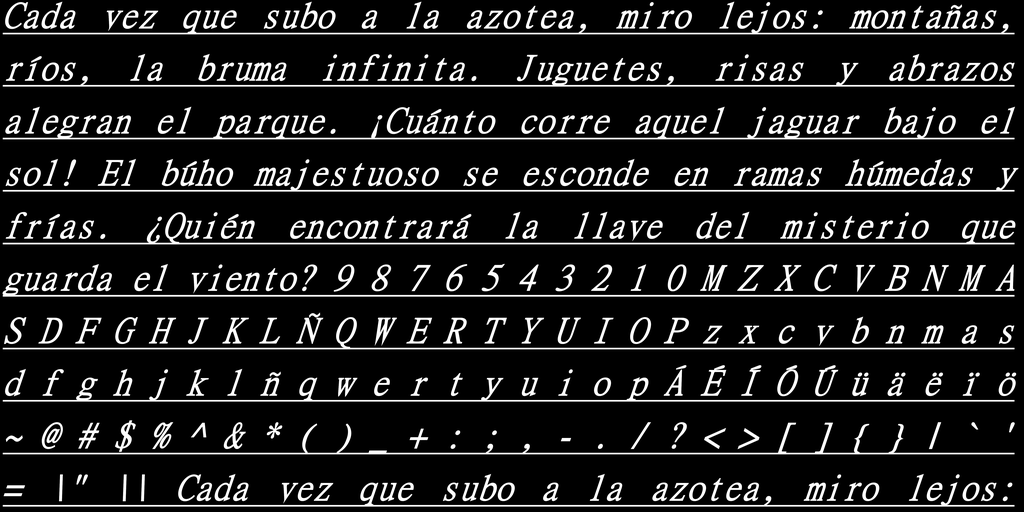 Cada vez que subo a la azotea, miro lejos: montañas,
ríos, la bruma infinita. Juguetes, risas y abrazos
alegran el parque. ¡Cuánto corre aquel jaguar bajo el
sol! El búho majestuoso se esconde en ramas húmedas y
frías. ¿Quién encontrará la llave del misterio que
guarda el viento? 9 8 7 6 5 4 3 2 1 0 M Z X C V B N M A
S D F G H J K L Ñ Q W E R T Y U I O P z x c v b n m a s
d f g h j k l ñ q w e r t y u i o p Á É Í Ó Ú ü ä ë ï ö
~ @ # $ % ^ & * ( ) _ + : ; , - . / ? < > [ ] { } | ` '
= \" \\ Cada vez que subo a la azotea, miro lejos: